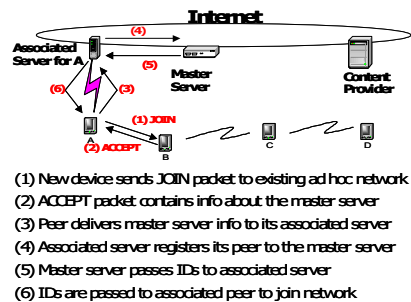 Internet
(4)
Associated
Server for A
(5)
Master
Server
Content
Provider
(6)
(3)
A
(1) JOIN
(2) ACCEPT
B
C
D
(1) New device sends JOIN packet to existing ad hoc network
(2) ACCEPT packet contains info about the master server
(3) Peer delivers master server info to its associated server
(4) Associated server registers its peer to the master server
(5) Master server passes IDs to associated server
(6) IDs are passed to associated peer to join network